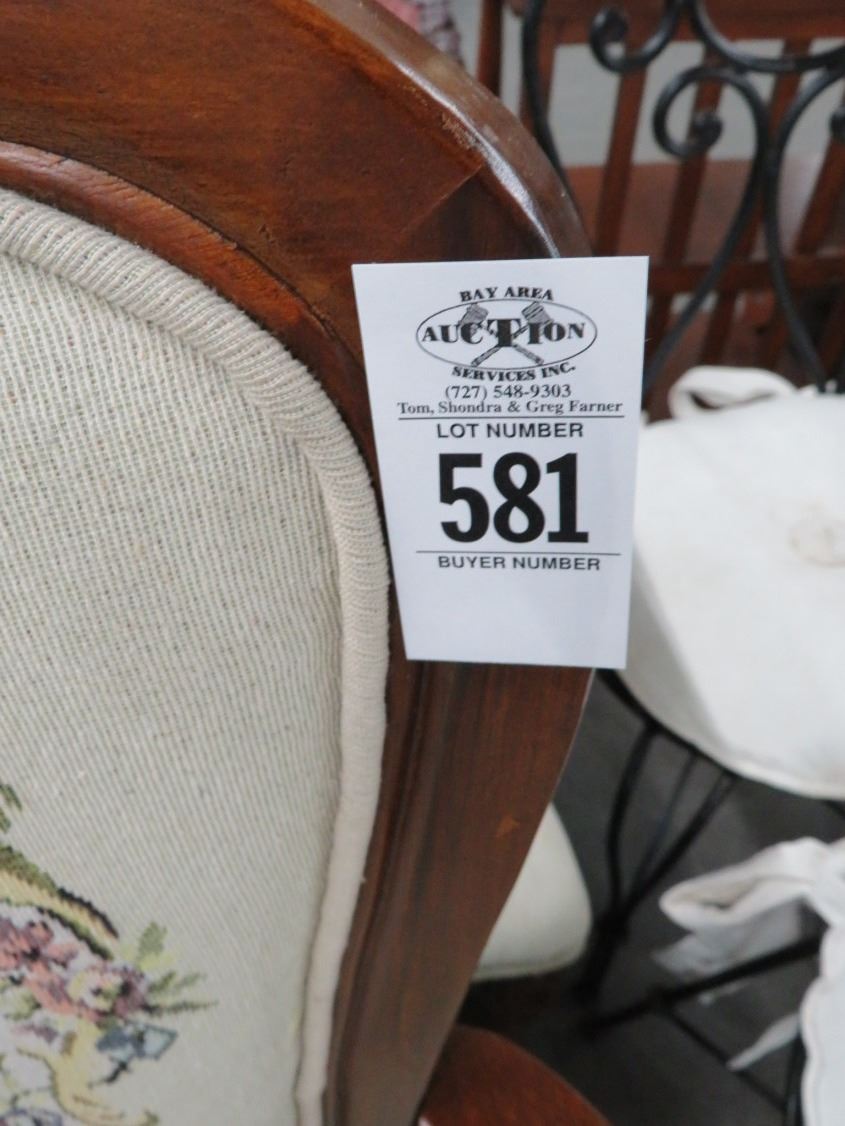 BAY AREA
AUCTION
SERVICES INC.
(727) 548-9303
Tom, Shondra & Greg Farner
LOT NUMBER
581
BUYER NUMBER